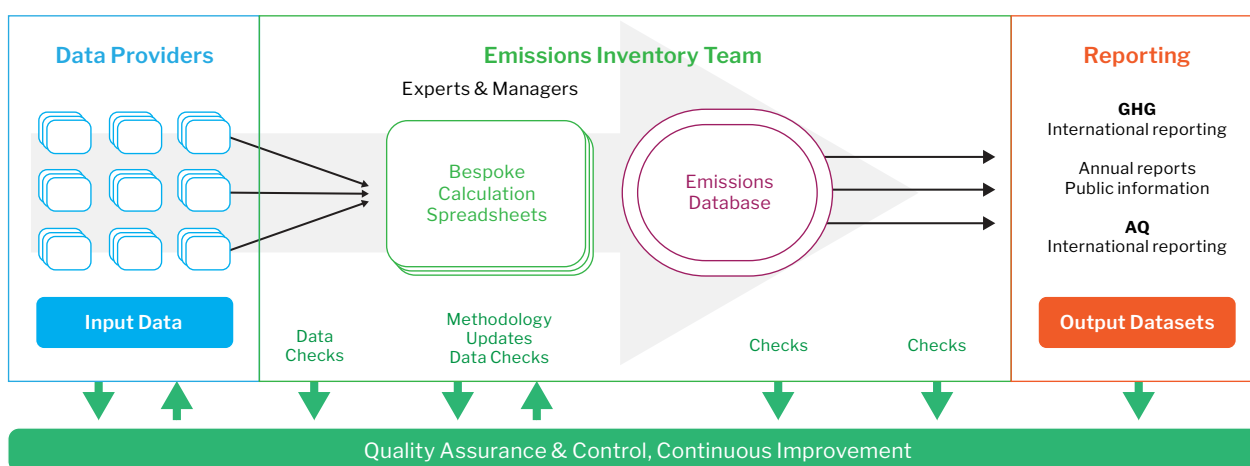 Data Providers
Emissions Inventory Team
Reporting
Experts & Managers
GHG
International reporting
Annual reports
Public information
AQ
International reporting
Bespoke
Calculation
Spreadsheets
Emissions
Database
Input Data
Data
Checks
Methodology
Updates
Data Checks
Checks
Checks
Output Datasets
Quality Assurance & Control, Continuous Improvement